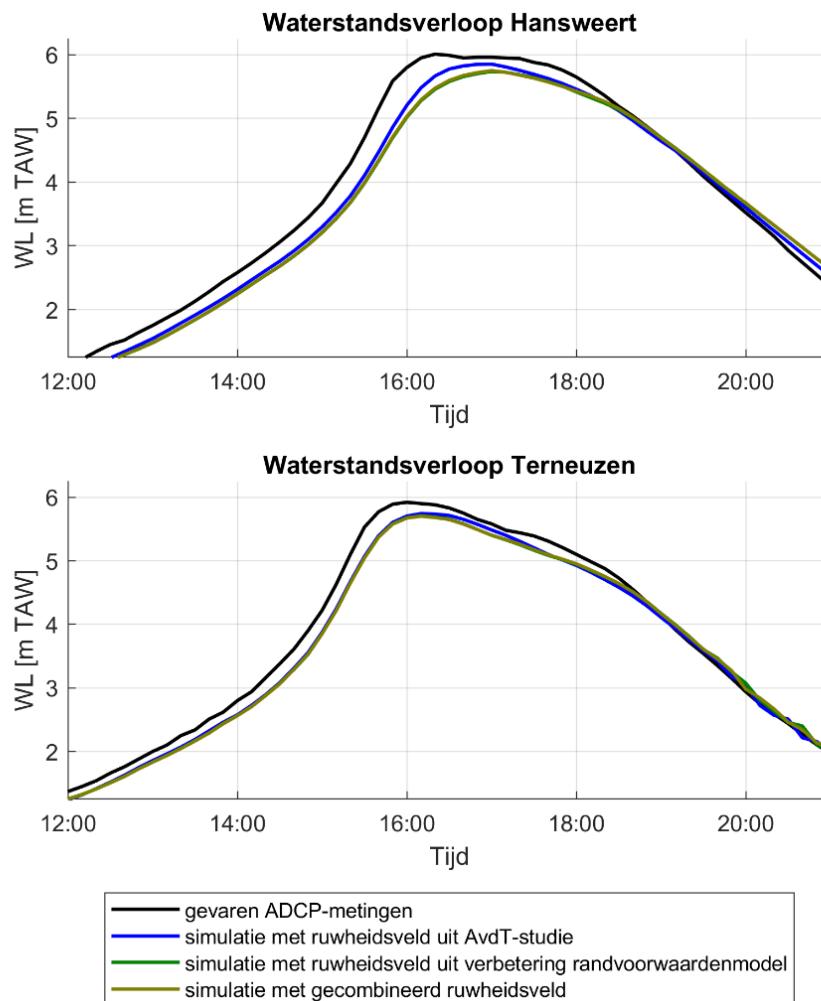 Waterstandsverloop Hansweert
6
5
4
3
2
WL [m TAW]
12:00 14:00 16:00 18:00 20:00
Tijd
Waterstandsverloop Terneuzen
6
5
4
3
2
WL [m TAW]
12:00 14:00 16:00 18:00 20:00
Tijd
gevaren ADCP-metingen
simulatie met ruwheidsveld uit AvdT-studie
simulatie met ruwheidsveld uit verbetering randvoorwaardenmodel
simulatie met gecombineerd ruwheidsveld